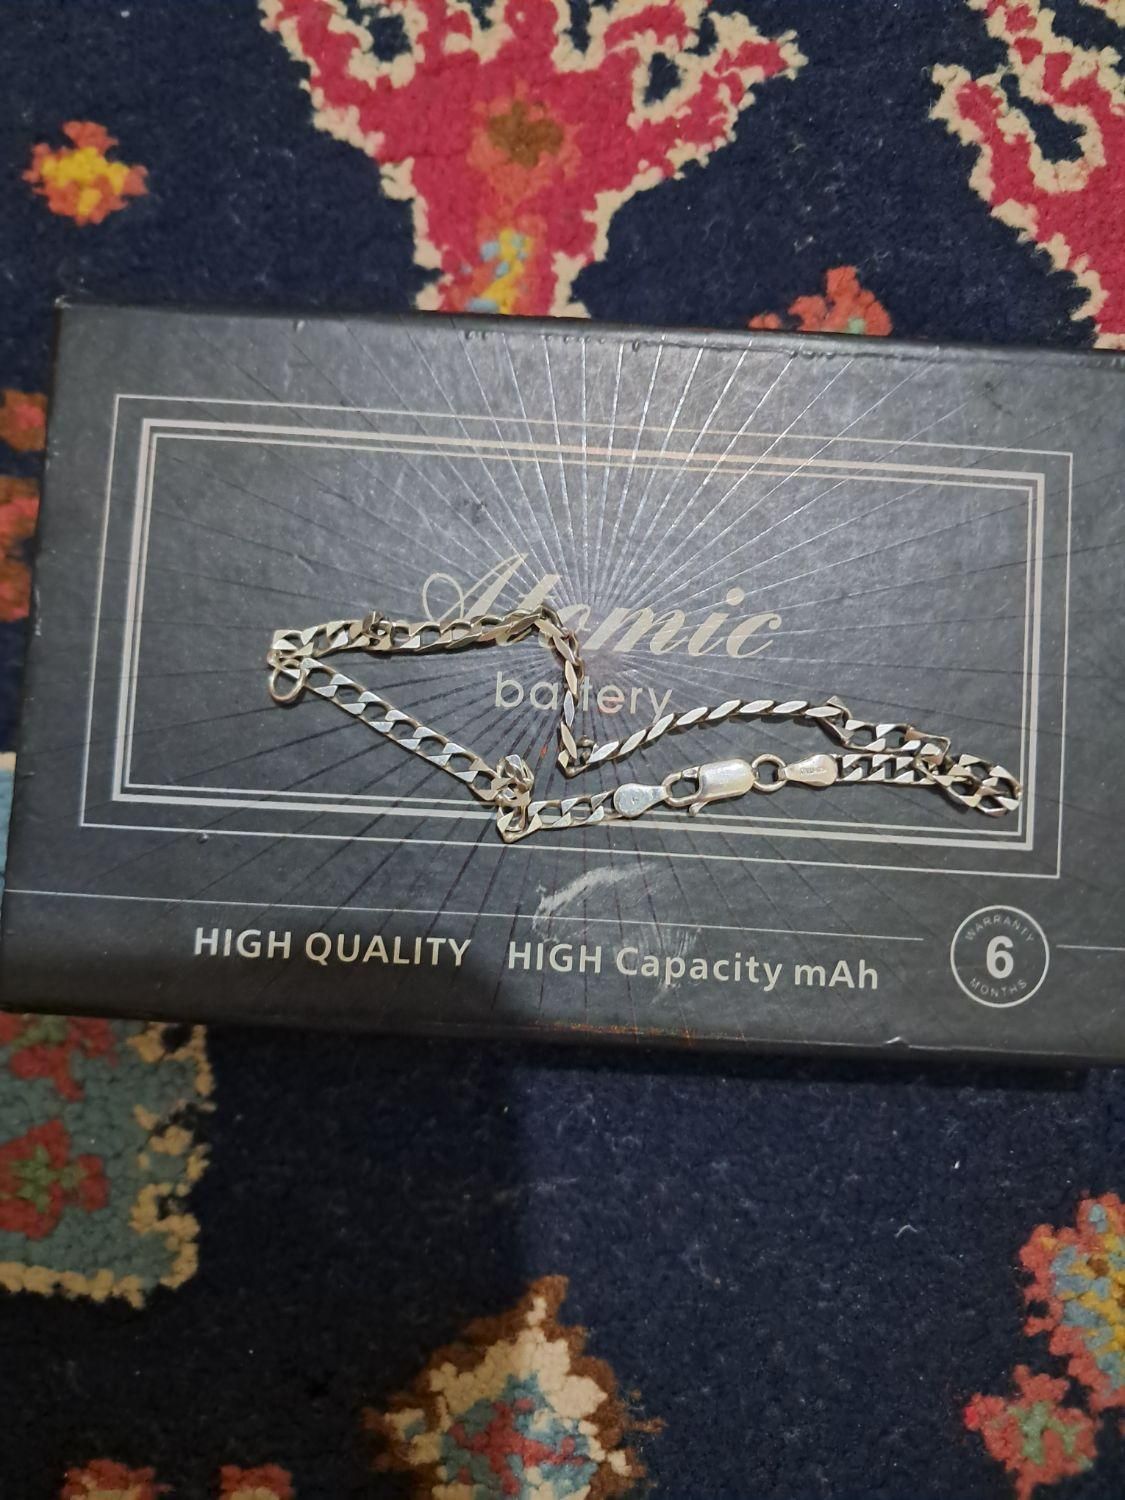 Atomic
battery
HIGH QUALITY HIGH Capacity mAh
WARRANTY
6
MONTHS